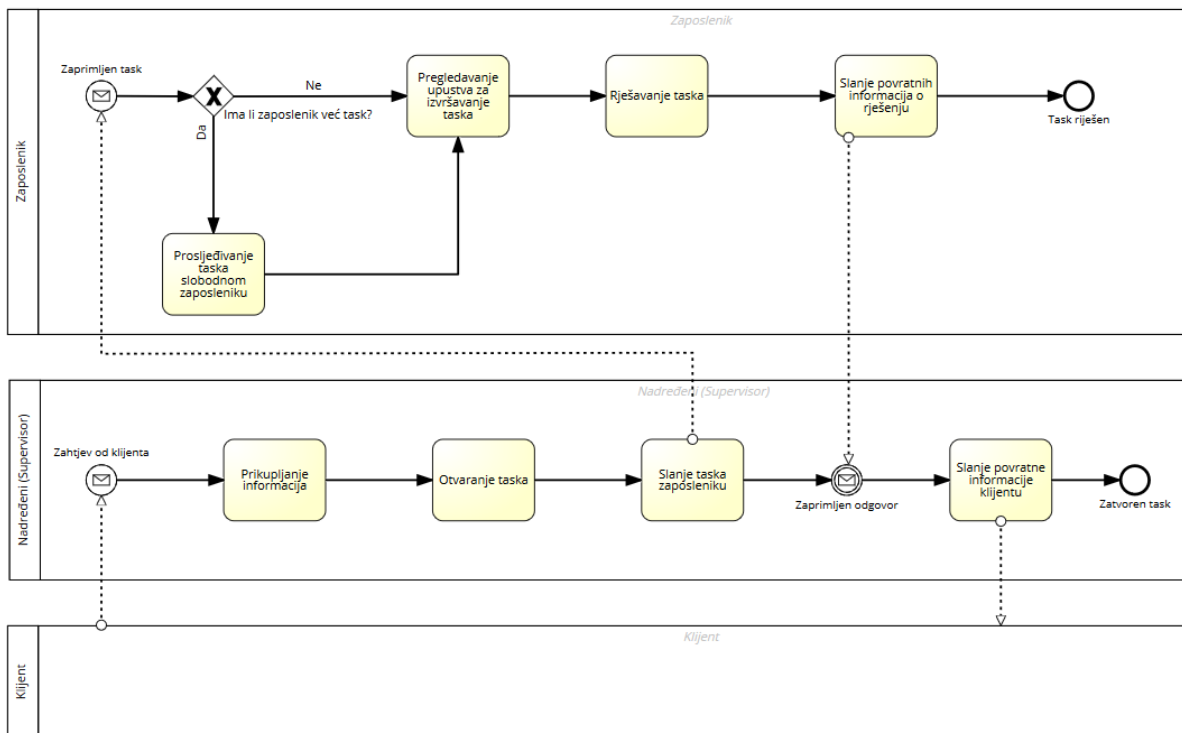 Zaposlenik
Zaposlenik
Zaprimljen task
Ne
Ima li zaposlenik već task?
Da
Pregledavanje
upustva za
izvršavanje
taska
Rješavanje taska
Slanje povratnih
informacija o
rješenju
Task riješen
Prosljeđivanje
taska
slobodnom
zaposleniku
Nadređeni (Supervisor)
Nadređeni (Supervisor)
Zahtjev od klijenta
Prikupljanje
informacija
Otvaranje taska
Slanje taska
zaposleniku
Zaprimljen odgovor
Slanje povratne
informacije
klijentu
Zatvoren task
Klijent
Klijent